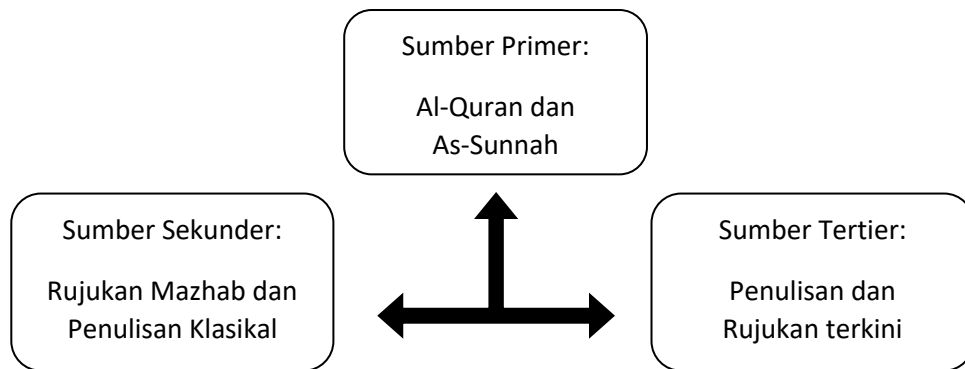 Sumber Primer:
Al-Quran dan
As-Sunnah
Sumber Sekunder:
Rujukan Mazhab dan
Penulisan Klasikal
Sumber Tertier:
Penulisan dan
Rujukan terkini